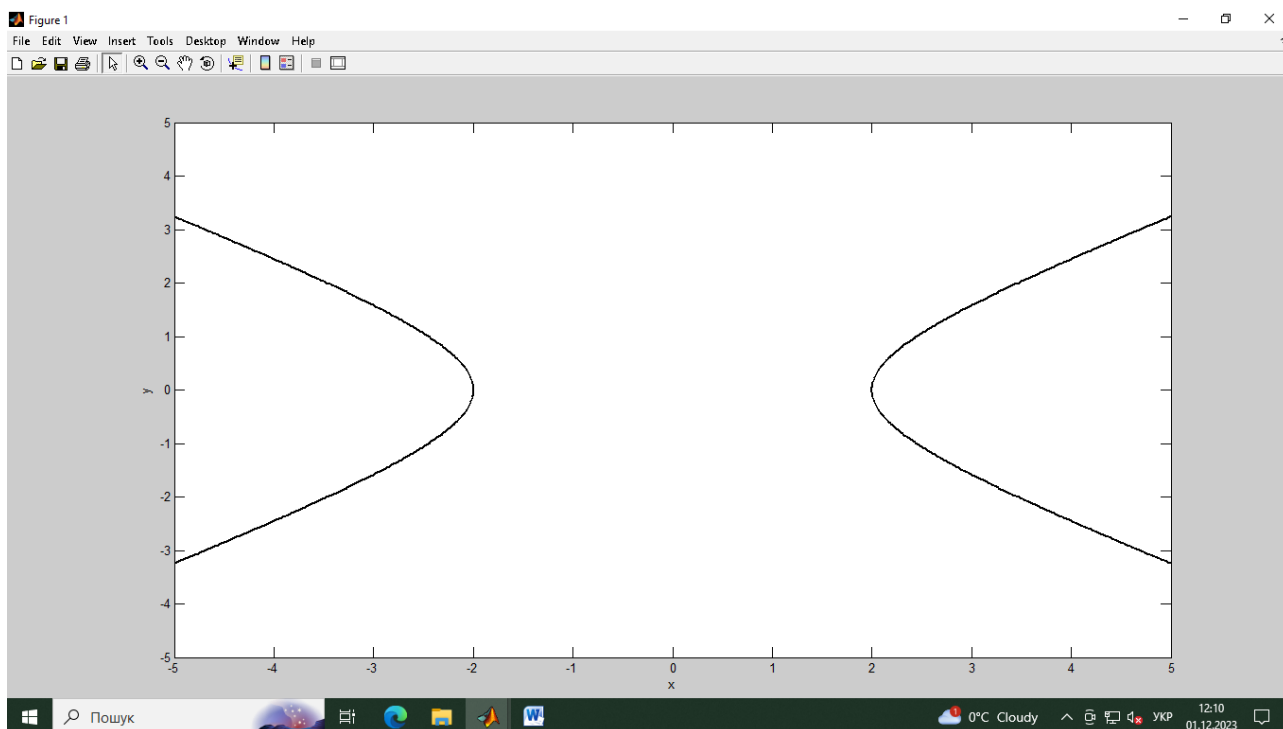 Figure 1
File Edit View Insert Tools Desktop Window Help
5
4
3
2
1
0
-1
-2
-3
-4
-5
y
-5 -4 -3 -2 -1 0 1 2 3 4 5
x
Пошук
W
1
0°C Cloudy
УКР
12:10
01.12.2023